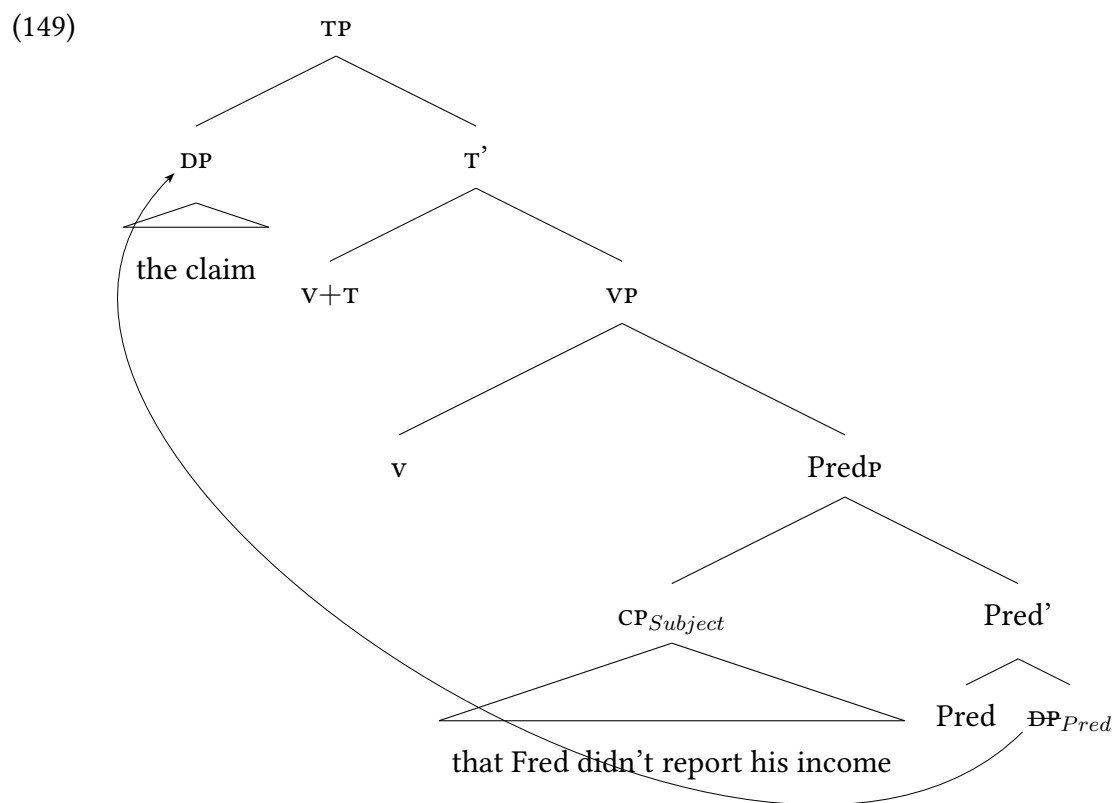 (149) TP
DP T’
the claim V+T VP
V PredP
CP_Subject Pred’
Pred DP_Pred
that Fred didn't report his income